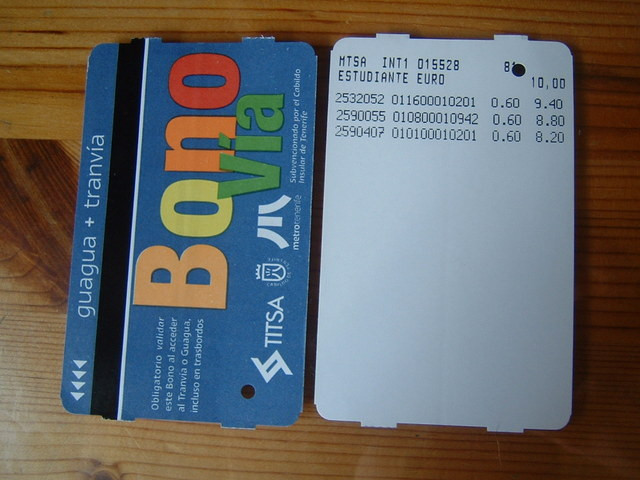 guagua + tranvía
Bono
Vía
Subvencionado por el Cabildo
Insular de Tenerife
metrotenerife
TITSA
Obligatorio validar
este Bono al acceder
al Tranvía o Guagua,
incluso en trasbordos
MTSA INT1 015528
ESTUDIANTE EURO 10,00
2532052 011600010201 0.60 9.40
2590055 010800010942 0.60 8.80
2590407 010100010201 0.60 8.20